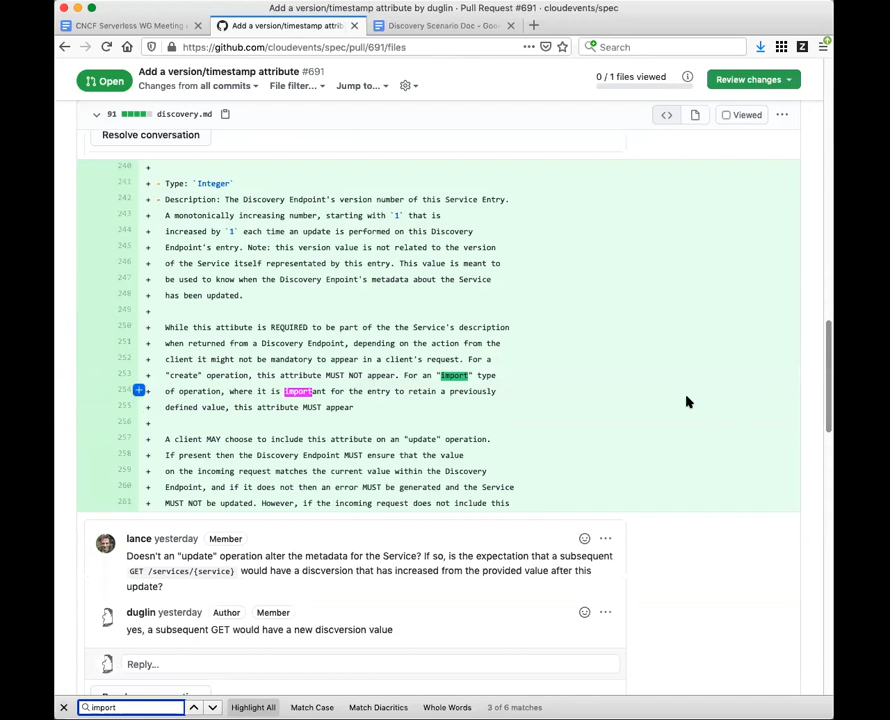 Add a version/timestamp attribute by duglin · Pull Request #691 · cloudevents/spec
CNCF Serverless WG Meeting
Add a version/timestamp attrib
Discovery Scenario Doc - Goo
https://github.com/cloudevents/spec/pull/691/files
Search
Open
Add a version/timestamp attribute #691
Changes from all commits
File filter...
Jump to...
0 / 1 files viewed
Review changes
91
discovery.md
Viewed
Resolve conversation
240 +
241 + - Type: `Integer`
242 + - Description: The Discovery Endpoint's version number of this Service Entry.
243 + A monotonically increasing number, starting with `1` that is
244 + increased by `1` each time an update is performed on this Discovery
245 + Endpoint's entry. Note: this version value is not related to the version
246 + of the Service itself represented by this entry. This value is meant to
247 + be used to know when the Discovery Enpoint's metadata about the Service
248 + has been updated.
249 +
250 + While this attibute is REQUIRED to be part of the the Service's description
251 + when returned from a Discovery Endpoint, depending on the action from the
252 + client it might not be mandatory to appear in a client's request. For a
253 + "create" operation, this attribute MUST NOT appear. For an "import" type
254 + of operation, where it is important for the entry to retain a previously
255 + defined value, this attribute MUST appear
256 +
257 + A client MAY choose to include this attribute on an "update" operation.
258 + If present then the Discovery Endpoint MUST ensure that the value
259 + on the incoming request matches the current value within the Discovery
260 + Endpoint, and if it does not then an error MUST be generated and the Service
261 + MUST NOT be updated. However, if the incoming request does not include this
lance yesterday Member
Doesn't an "update" operation alter the metadata for the Service? If so, is the expectation that a subsequent
GET /services/{service} would have a discversion that has increased from the provided value after this
update?
duglin yesterday Author Member
yes, a subsequent GET would have a new discversion value
Reply...
import
Highlight All
Match Case
Match Diacritics
Whole Words
3 of 6 matches